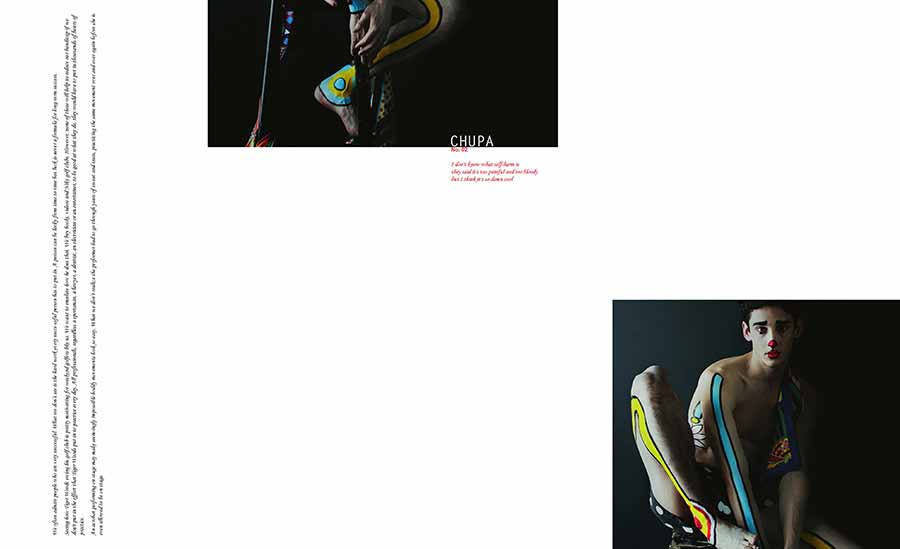 We often admire people who are very successful. What we don't see is the hard work every successful person has to put in. A person can be lucky from time to time but luck is never a formula for long term success.
Seeing how Tiger Woods swing his golf club is pretty motivating for weekend golfers like us. We want to emulate how he does that. We buy books, videos and silly golf clubs. However, none of these will help us reduce our handicap if we
don't put in the effort that Tiger Woods put in to practice every day. All professionals, regardless a sportsman, a lawyer, a dentist, an electrician or an entertainer, to be good at what they do, they would have to put in thousands of hours of
practice.
An acrobat performing on stage may make seemingly impossible bodily movements look so easy. What we don't realize the performer had to go through years of sweat and tears, practising the same movement over and over again before she is
even allowed to be on stage.
CHUPA
No. 02
I don't know what self-harm is
they said it's too painful and too bloody
but I think it's so damn cool